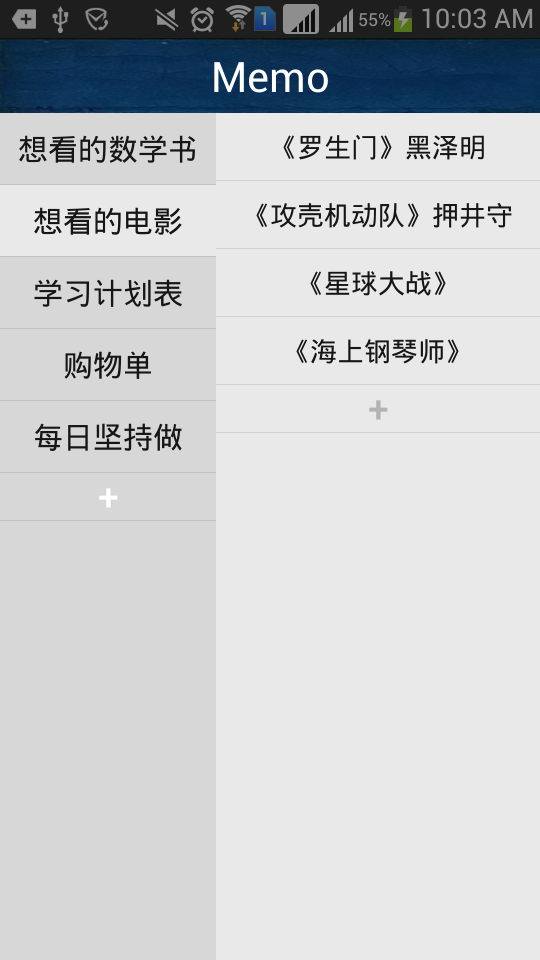 1 55% 10:03 AM
Memo
想看的数学书
想看的电影
学习计划表
购物单
每日坚持做
+
《罗生门》黑泽明
《攻壳机动队》押井守
《星球大战》
《海上钢琴师》
+